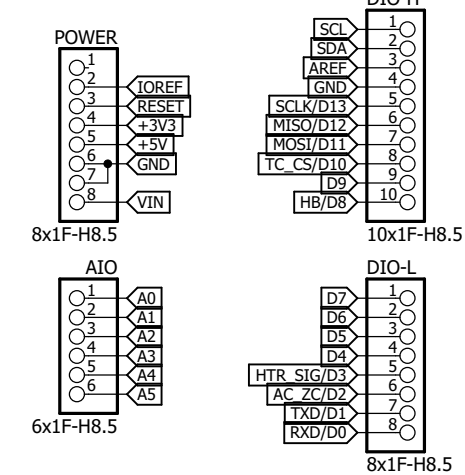 POWER
1
2 IOREF
3 RESET
4 +3V3
5 +5V
6 GND
7
8 VIN
8x1F-H8.5
SCL 1
SDA 2
AREF 3
GND 4
SCLK/D13 5
MISO/D12 6
MOSI/D11 7
TC_CS/D10 8
D9 9
HB/D8 10
10x1F-H8.5
AIO
1 A0
2 A1
3 A2
4 A3
5 A4
6 A5
6x1F-H8.5
DIO-L
D7 1
D6 2
D5 3
D4 4
HTR_SIG/D3 5
AC_ZC/D2 6
TXD/D1 7
RXD/D0 8
8x1F-H8.5